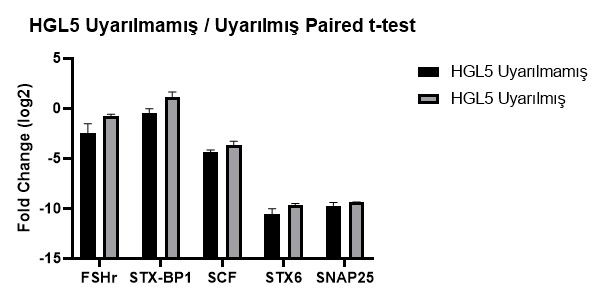 HGL5 Uyarılmamış / Uyarılmış Paired t-test
Fold Change (log2)
5
0
-5
-10
-15
FSHr STX-BP1 SCF STX6 SNAP25
HGL5 Uyarılmamış
HGL5 Uyarılmış